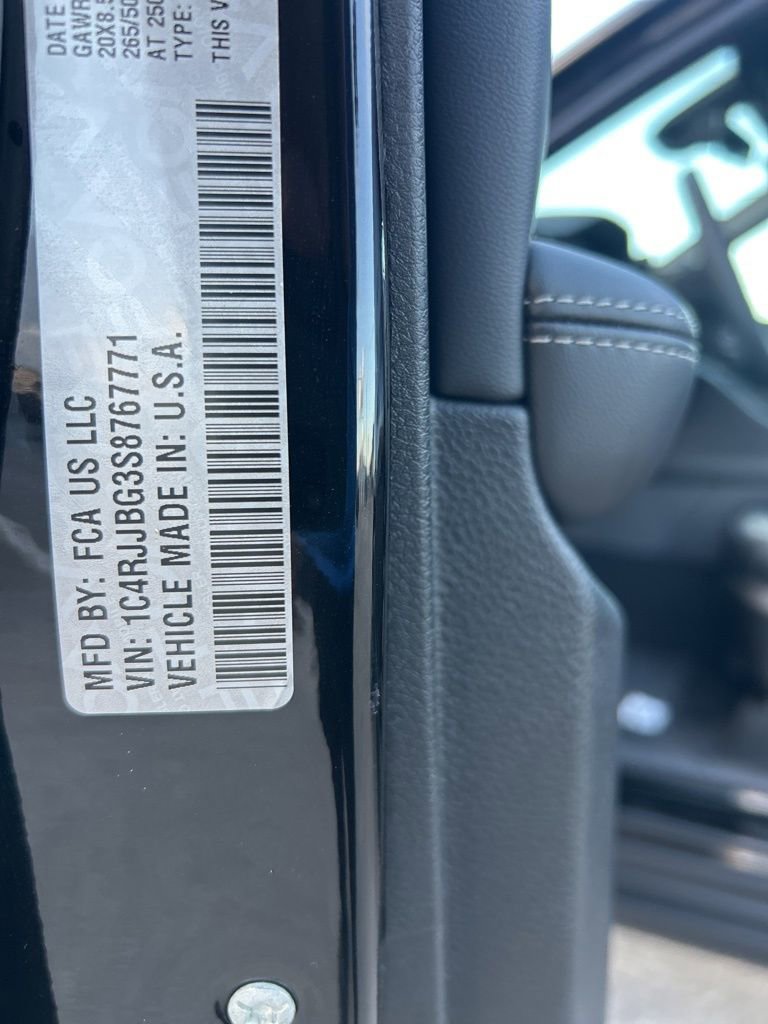 MFD BY: FCA US LLC
VIN: 1C4RJJBG3S8767771
VEHICLE MADE IN: U.S.A.
DATE
GAWR
20X8.5
265/50
AT 250
TYPE:
THIS V